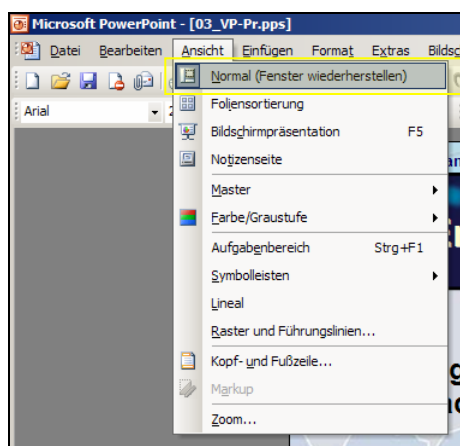 Microsoft PowerPoint - [03_VP-Pr.pps]
Datei Bearbeiten Ansicht Einfügen Format Extras
Arial
Normal (Fenster wiederherstellen)
Foliensortierung
Bildschirmpräsentation F5
Notizenseite
Master
Farbe/Graustufe
Aufgabenbereich Strg+F1
Symbolleisten
Lineal
Raster und Führungslinien...
Kopf- und Fußzeile...
Markup
Zoom...